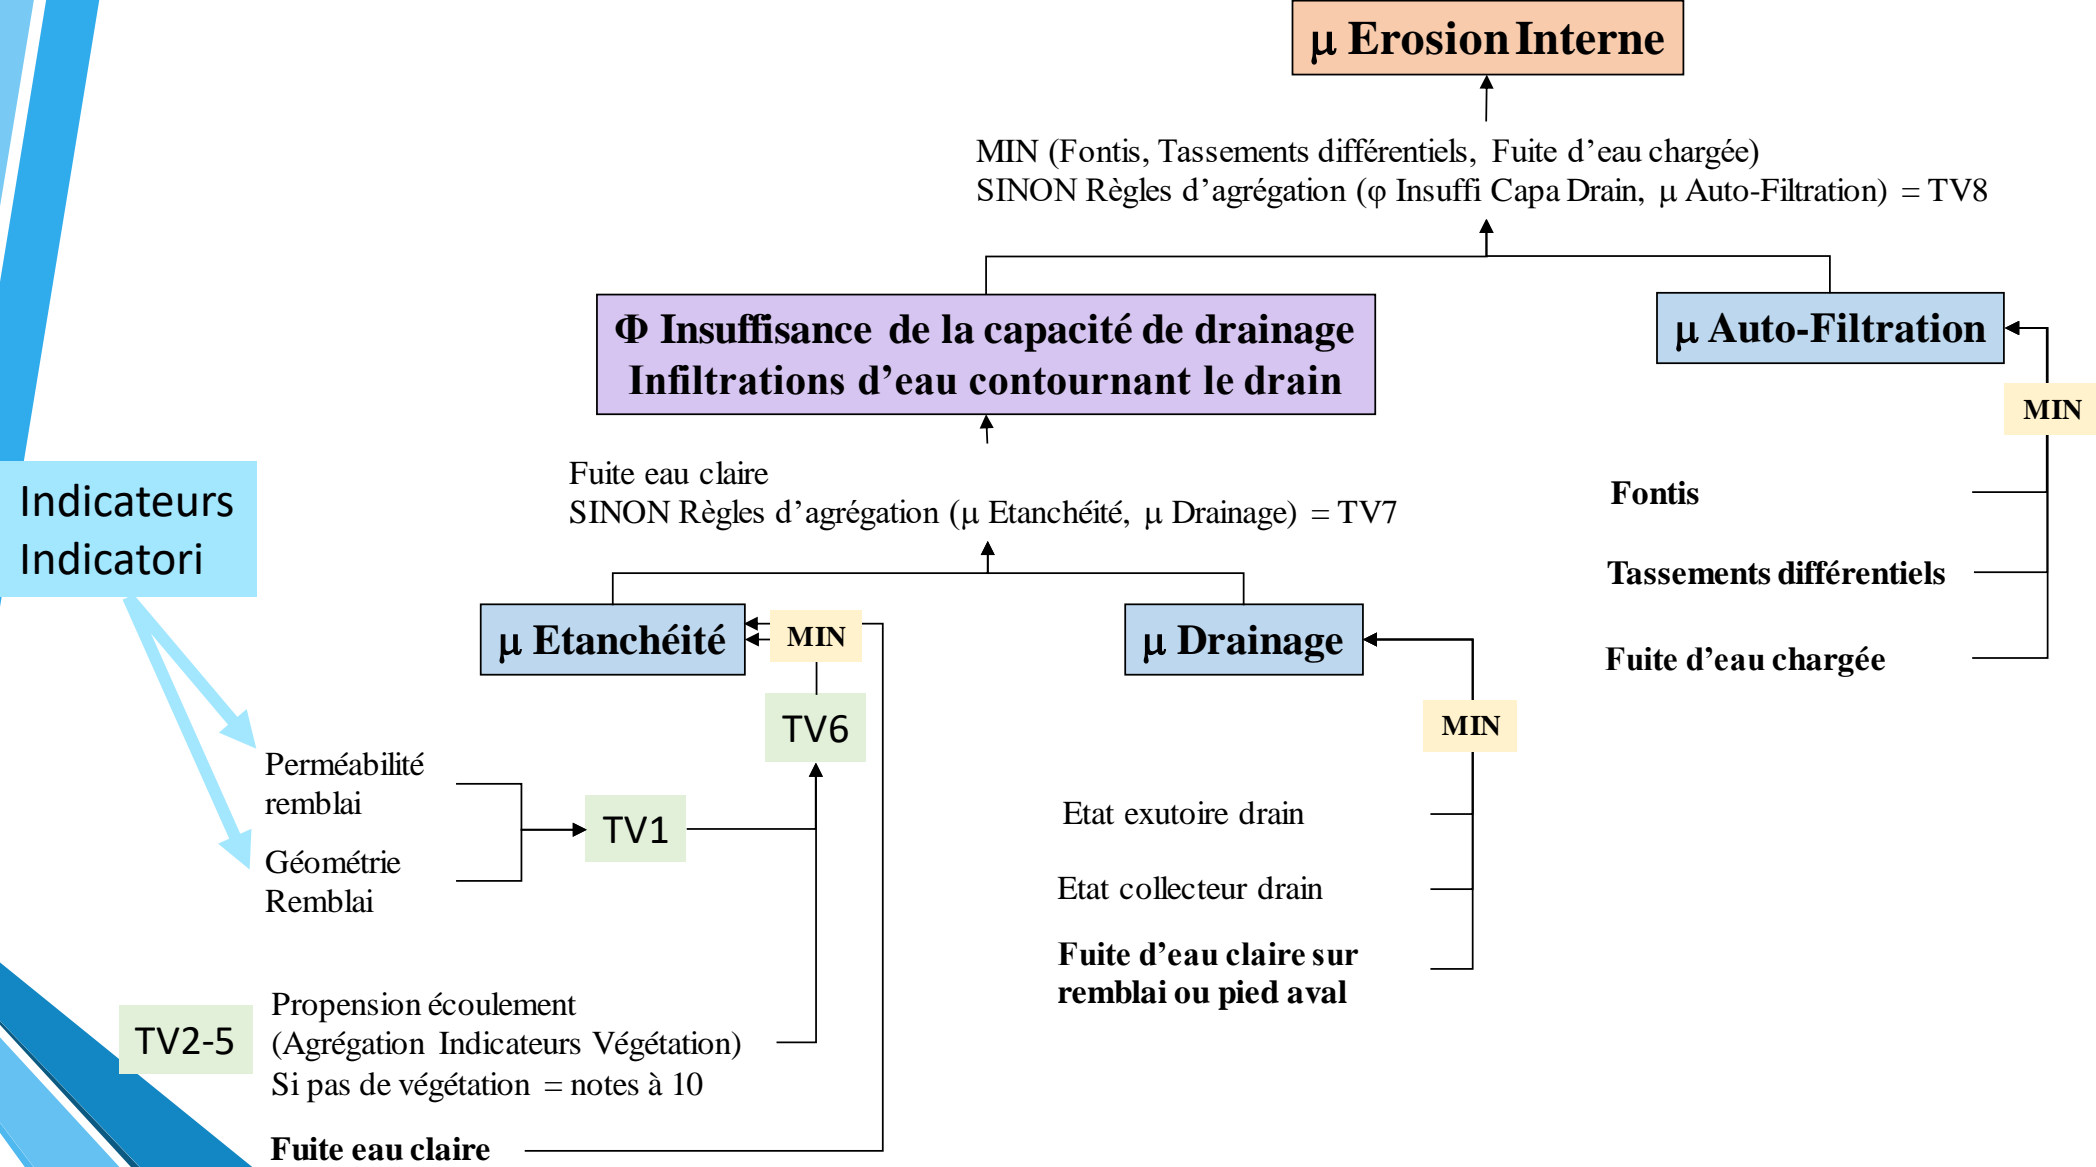 μ Erosion Interne
MIN (Fontis, Tassements différentiels, Fuite d’eau chargée)
SINON Règles d’agrégation (φ Insuffi Capa Drain, μ Auto-Filtration) = TV8
Φ Insuffisance de la capacité de drainage
Infiltrations d’eau contournant le drain
μ Auto-Filtration
MIN
Fontis
Tassements différentiels
Fuite d’eau chargée
Fuite eau claire
SINON Règles d’agrégation (μ Etanchéité, μ Drainage) = TV7
Indicateurs
Indicatori
μ Etanchéité
MIN
μ Drainage
TV6
MIN
Perméabilité
remblai
TV1
Géométrie
Remblai
Etat exutoire drain
Etat collecteur drain
Fuite d’eau claire sur
remblai ou pied aval
TV2-5
Propension écoulement
(Agrégation Indicateurs Végétation)
Si pas de végétation = notes à 10
Fuite eau claire